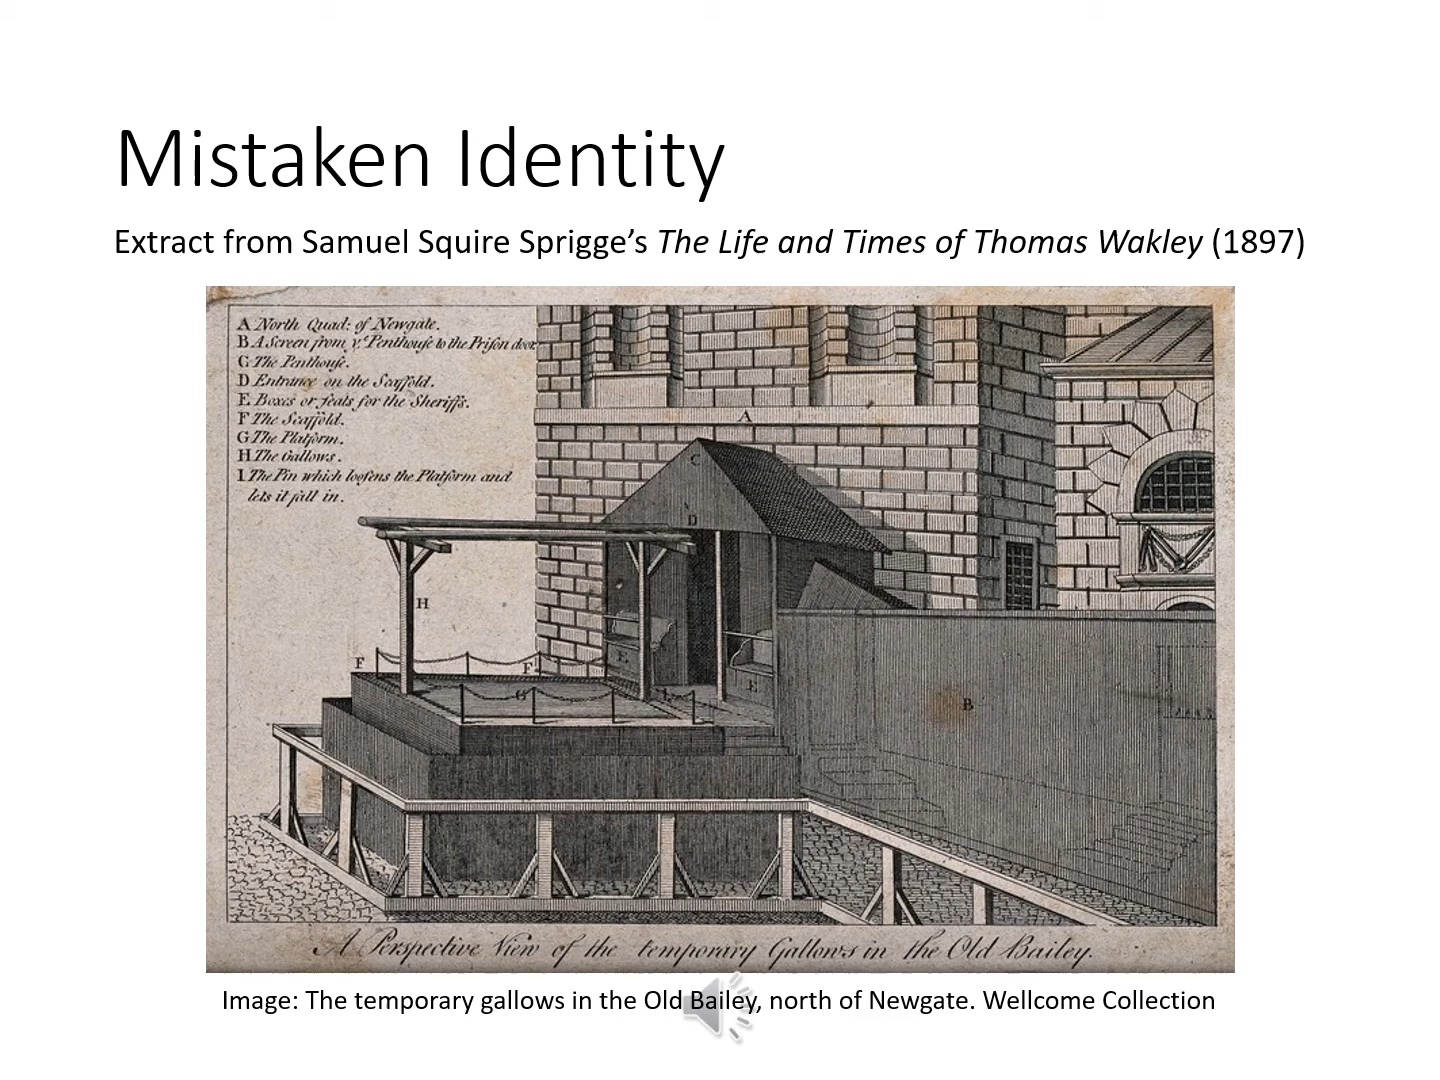 Mistaken Identity
Extract from Samuel Squire Sprigge’s The Life and Times of Thomas Wakley (1897)
A North Quad: of Newgate.
B A Screen from ye Penthouse to the Prison door.
C The Penthouse.
D Entrance on the Scaffold.
E Boxes or seats for the Sheriffs.
F The Scaffold.
G The Platform.
H The Gallows.
I The Pin which loosens the Platform and
lets it fall in.
A
C
D
H
F
F
E
G
I
E
B
A Perspective View of the temporary Gallows in the Old Bailey.
Image: The temporary gallows in the Old Bailey, north of Newgate. Wellcome Collection